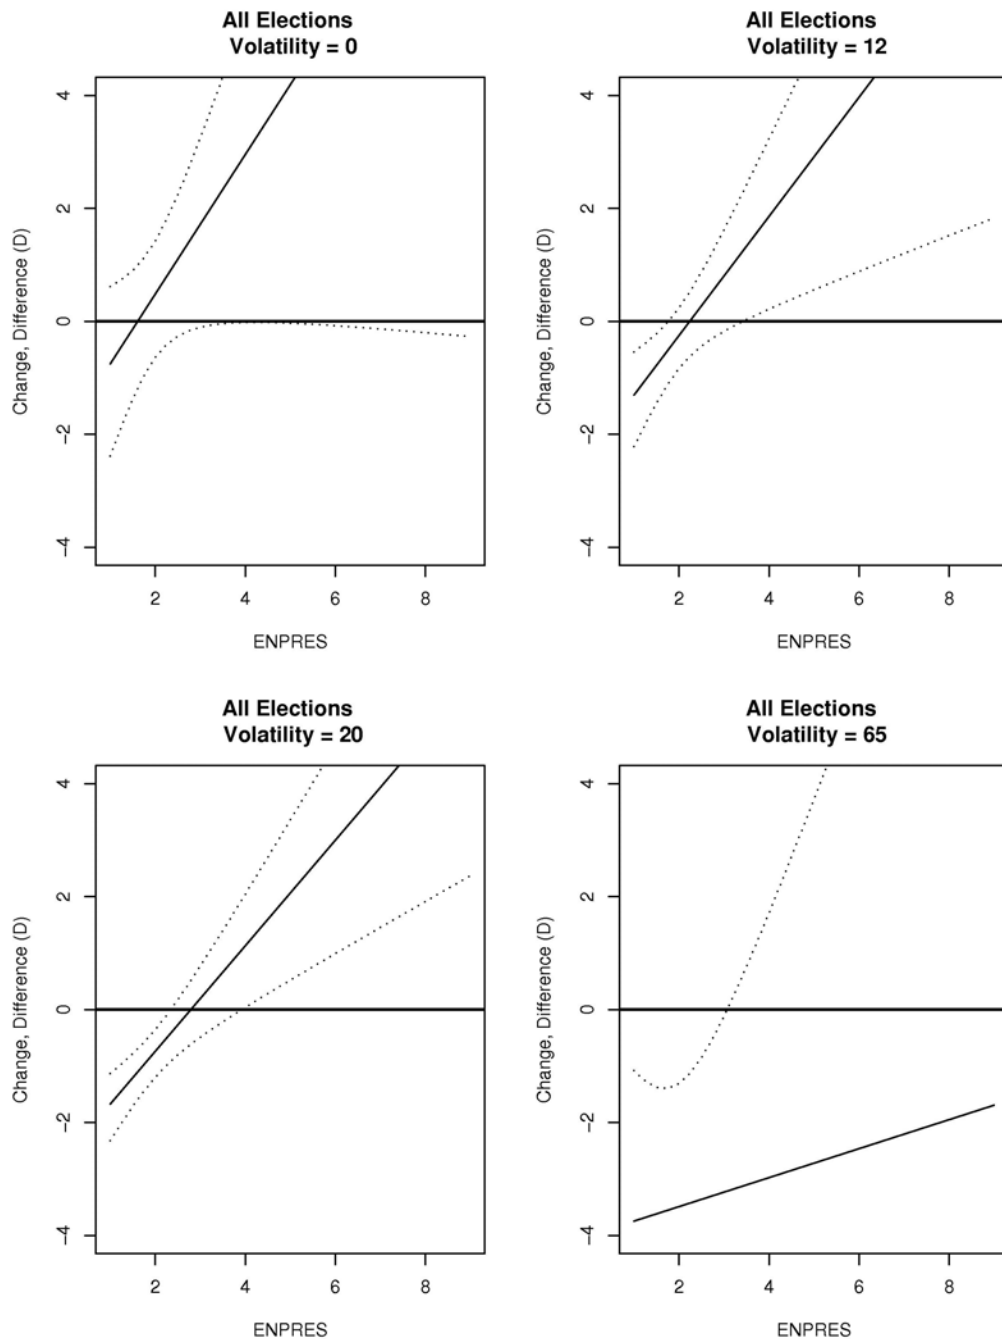 All Elections
Volatility = 0
Change, Difference (D)
4
2
0
−2
−4
2 4 6 8
ENPRES
All Elections
Volatility = 12
Change, Difference (D)
4
2
0
−2
−4
2 4 6 8
ENPRES
All Elections
Volatility = 20
Change, Difference (D)
4
2
0
−2
−4
2 4 6 8
ENPRES
All Elections
Volatility = 65
Change, Difference (D)
4
2
0
−2
−4
2 4 6 8
ENPRES